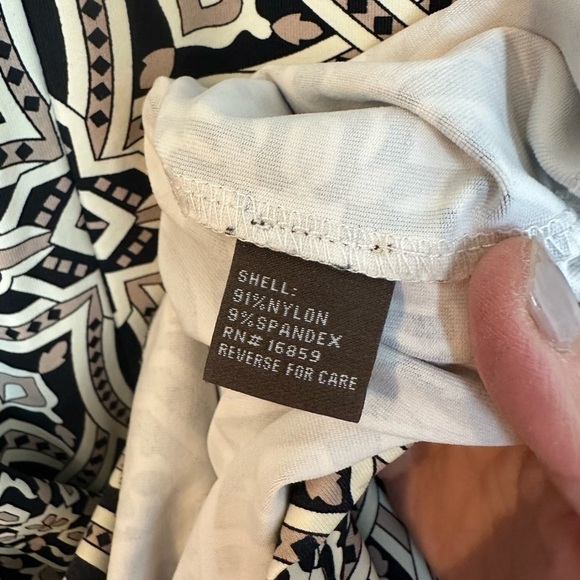 SHELL:
91%NYLON
9%SPANDEX
RN# 16859
REVERSE FOR CARE